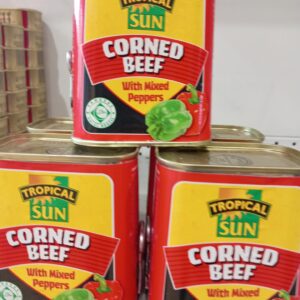 TROPICAL
SUN
CORNED
BEEF
With Mixed
Peppers
TROPICAL
SUN
CORNED
BEEF
With Mixed
Peppers
TROPICAL
SUN
CORNED
BEEF
With Mixed
Peppers